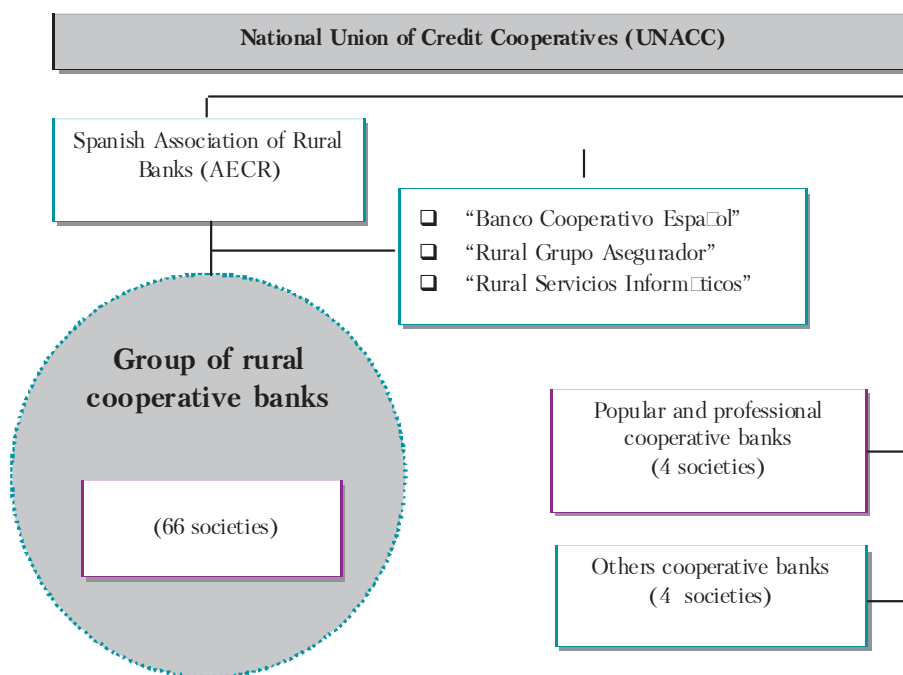 National Union of Credit Cooperatives (UNACC)
Spanish Association of Rural
Banks (AECR)
❑ “Banco Cooperativo Espa□ol”
❑ “Rural Grupo Asegurador”
❑ “Rural Servicios Inform□ticos”
Group of rural
cooperative banks
(66 societies)
Popular and professional
cooperative banks
(4 societies)
Others cooperative banks
(4 societies)